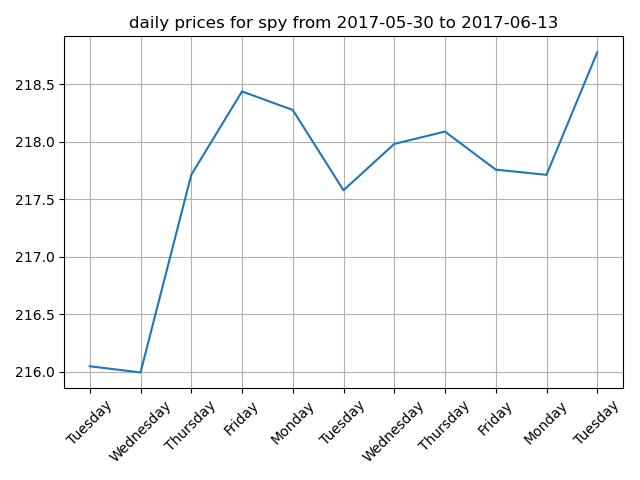 daily prices for spy from 2017-05-30 to 2017-06-13
218.5
218.0
217.5
217.0
216.5
216.0
Tuesday
Wednesday
Thursday
Friday
Monday
Tuesday
Wednesday
Thursday
Friday
Monday
Tuesday